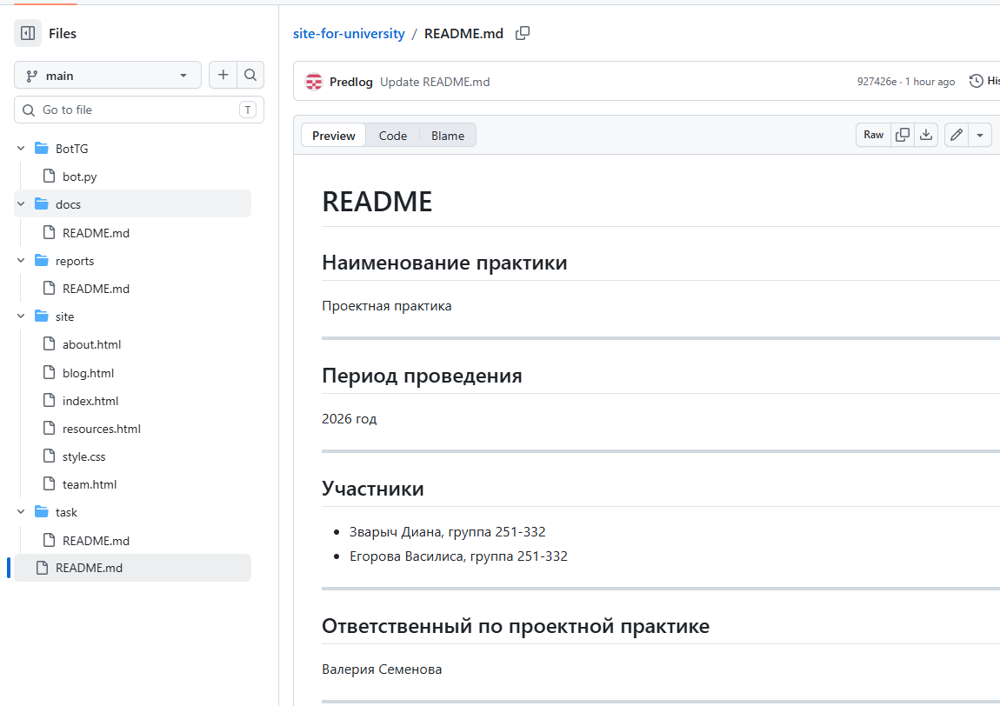 Files
main
Go to file
T
BotTG
bot.py
docs
README.md
reports
README.md
site
about.html
blog.html
index.html
resources.html
style.css
team.html
task
README.md
README.md
site-for-university / README.md
Predlog Update README.md
927426e · 1 hour ago
His
Preview Code Blame
Raw
README
Наименование практики
Проектная практика
Период проведения
2026 год
Участники
• Зварыч Диана, группа 251-332
• Егорова Василиса, группа 251-332
Ответственный по проектной практике
Валерия Семенова